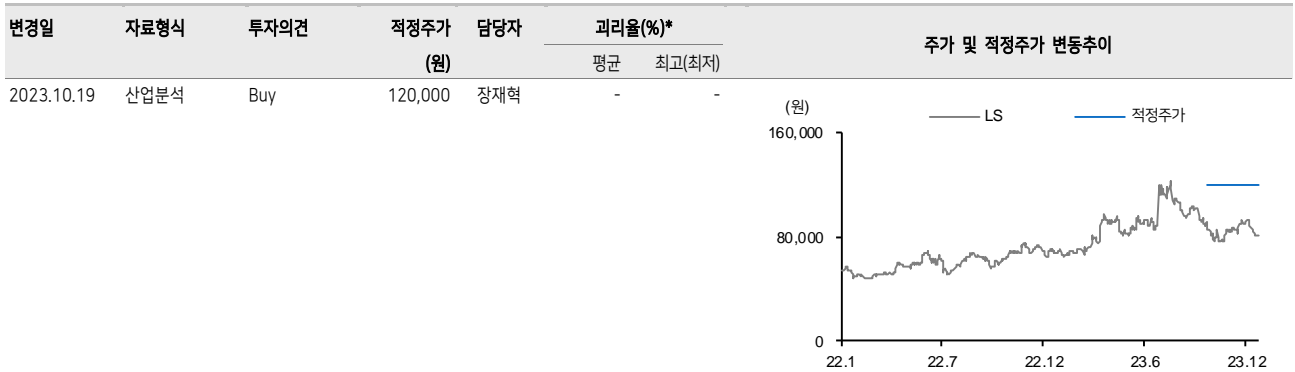 변경일 자료형식 투자의견 적정주가 담당자 괴리율(%)* 주가 및 적정주가 변동추이
(원) 평균 최고(최저)
2023.10.19 산업분석 Buy 120,000 장재혁 - -
(원) LS 적정주가
160,000
80,000
0
22.1 22.7 22.12 23.6 23.12